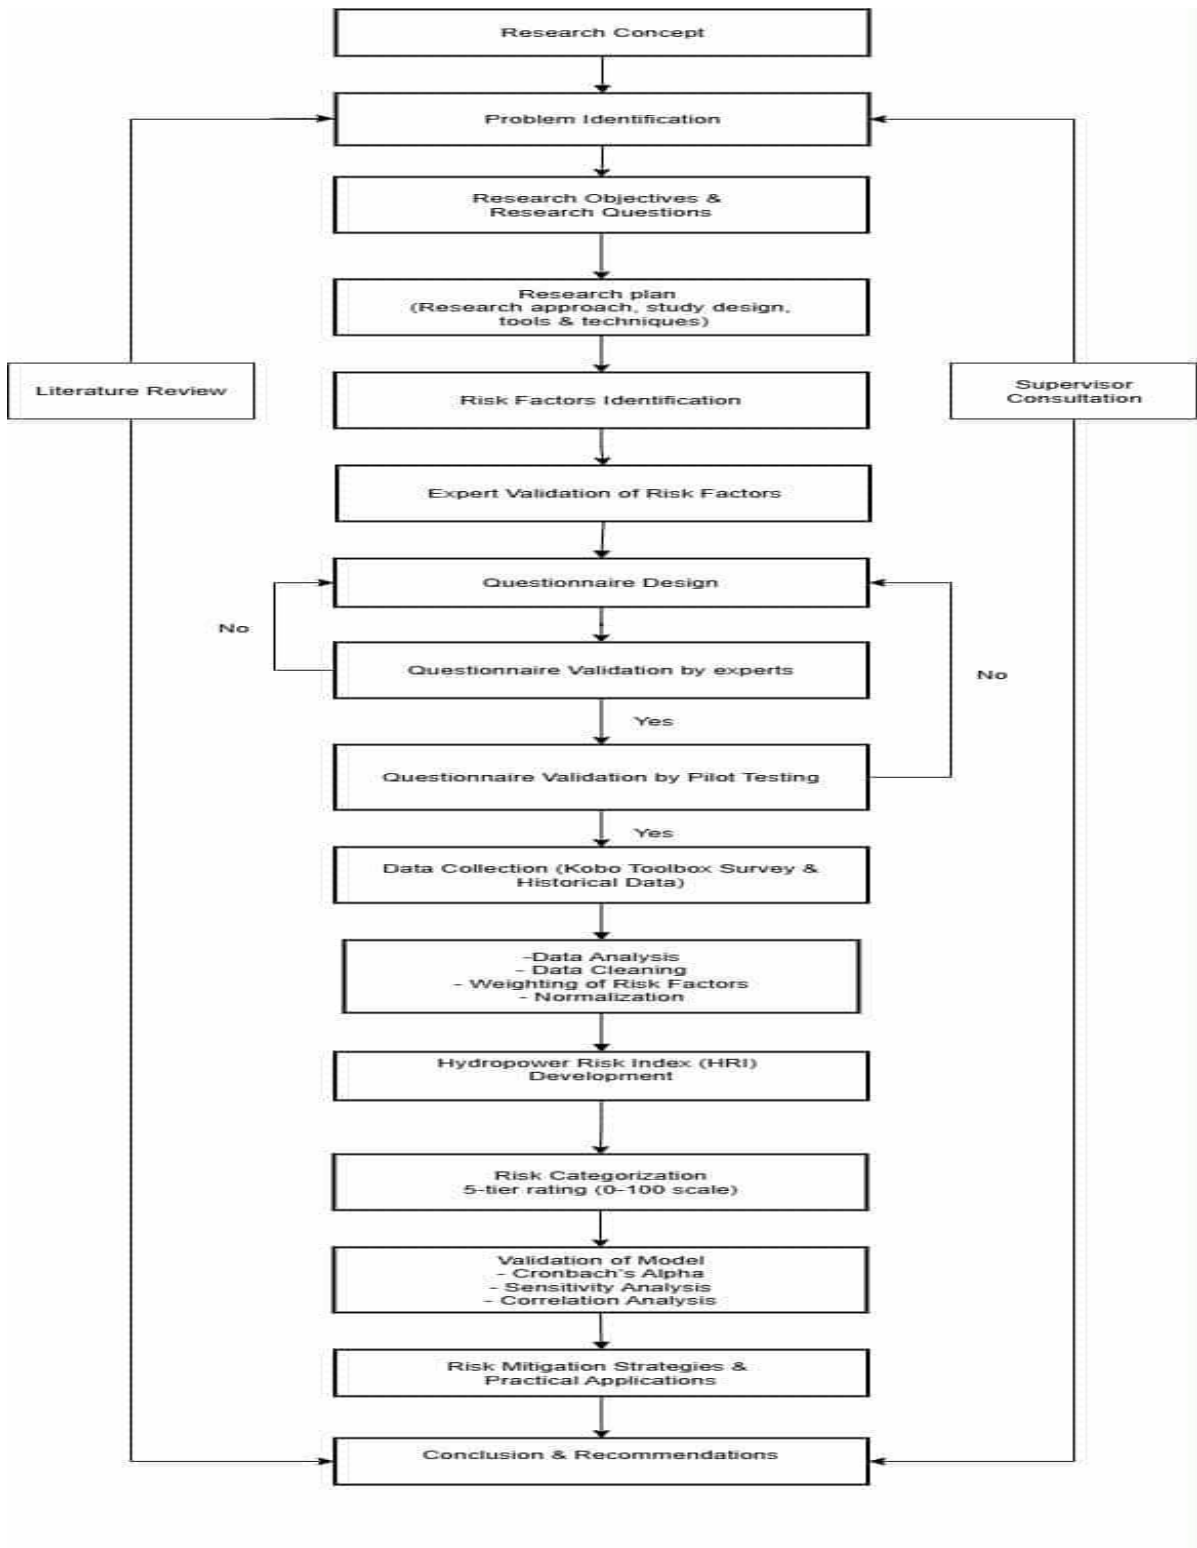 Research Concept
Problem Identification
Research Objectives &
Research Questions
Research plan
(Research approach, study design,
tools & techniques)
Literature Review
Supervisor
Consultation
Risk Factors Identification
Expert Validation of Risk Factors
Questionnaire Design
No
Questionnaire Validation by experts
No
Yes
Questionnaire Validation by Pilot Testing
Yes
Data Collection (Kobo Toolbox Survey &
Historical Data)
-Data Analysis
- Data Cleaning
- Weighting of Risk Factors
- Normalization
Hydropower Risk Index (HRI)
Development
Risk Categorization
5-tier rating (0-100 scale)
Validation of Model
- Cronbach's Alpha
- Sensitivity Analysis
- Correlation Analysis
Risk Mitigation Strategies &
Practical Applications
Conclusion & Recommendations